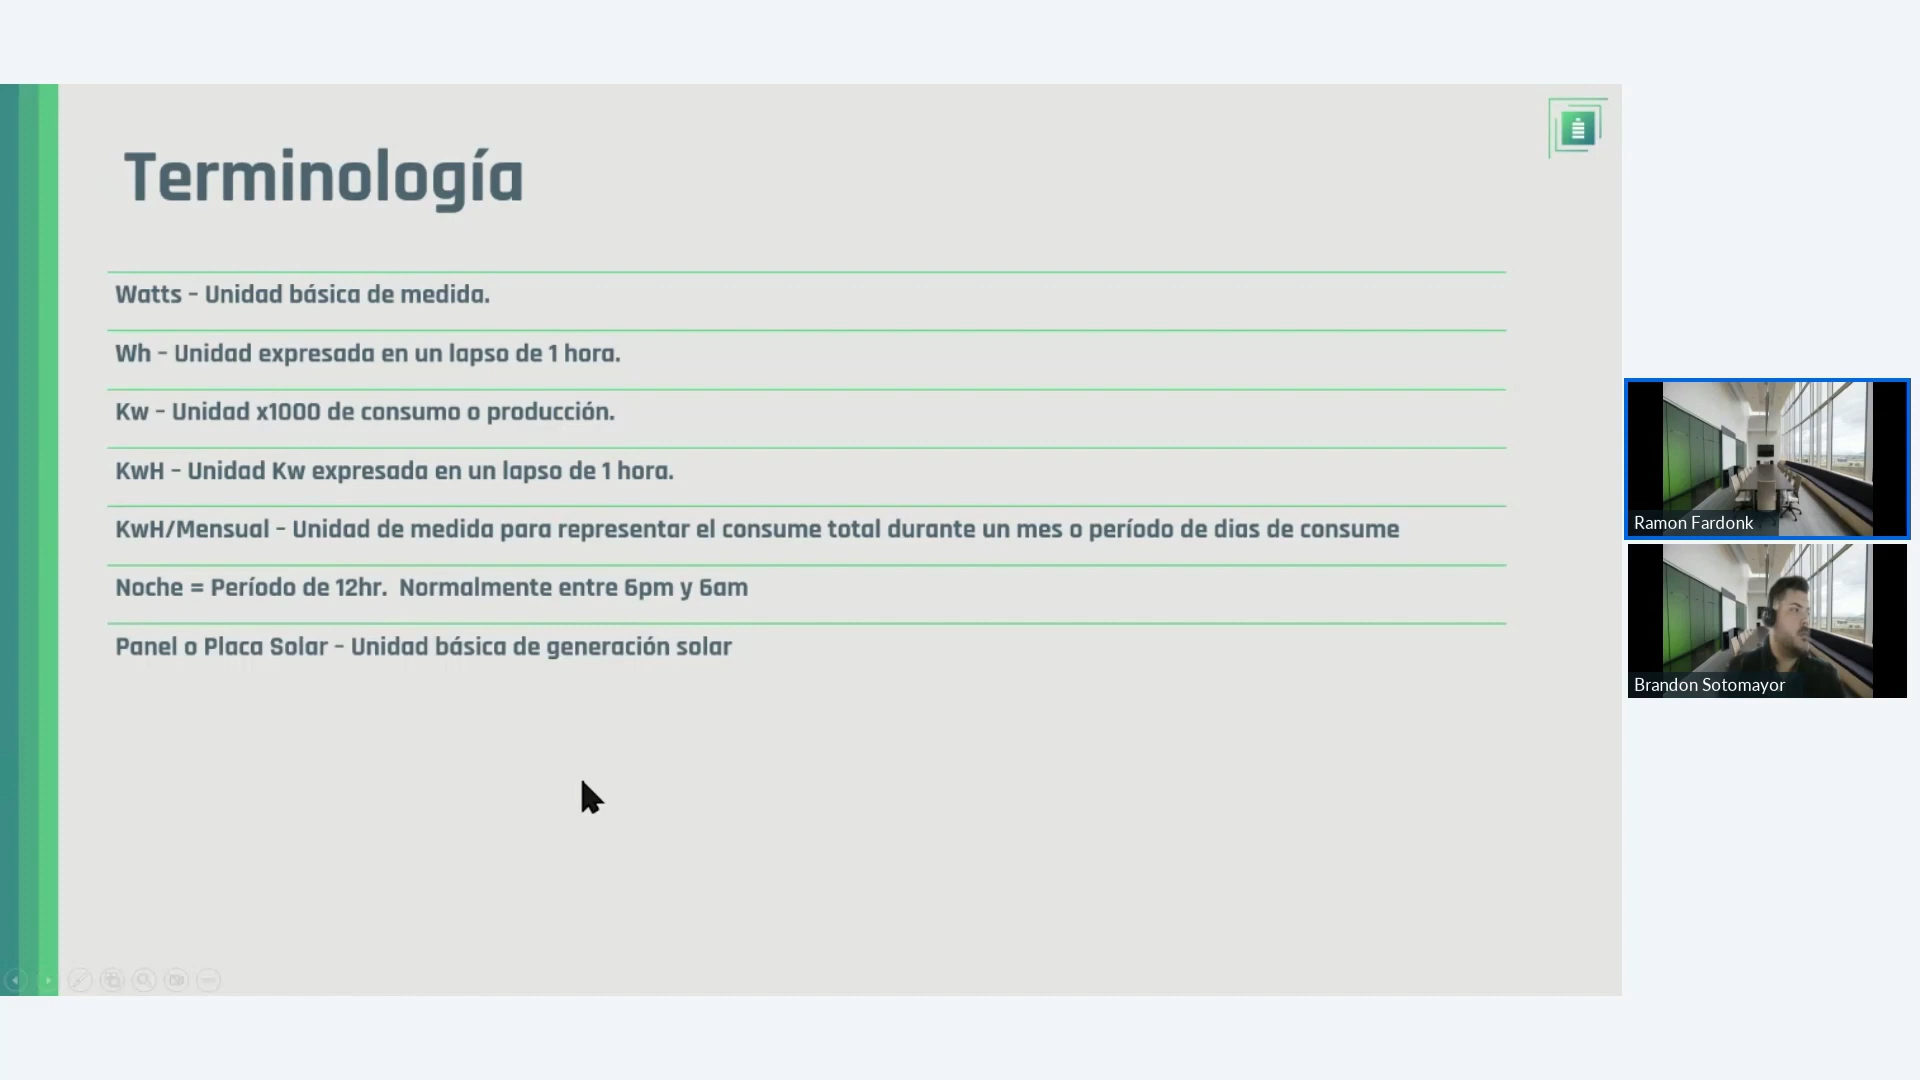 Terminología
Watts – Unidad básica de medida.
Wh – Unidad expresada en un lapso de 1 hora.
Kw – Unidad x1000 de consumo o producción.
KwH – Unidad Kw expresada en un lapso de 1 hora.
KwH/Mensual – Unidad de medida para representar el consume total durante un mes o período de dias de consume
Noche = Período de 12hr.  Normalmente entre 6pm y 6am
Panel o Placa Solar – Unidad básica de generación solar
Ramon Fardonk
Brandon Sotomayor